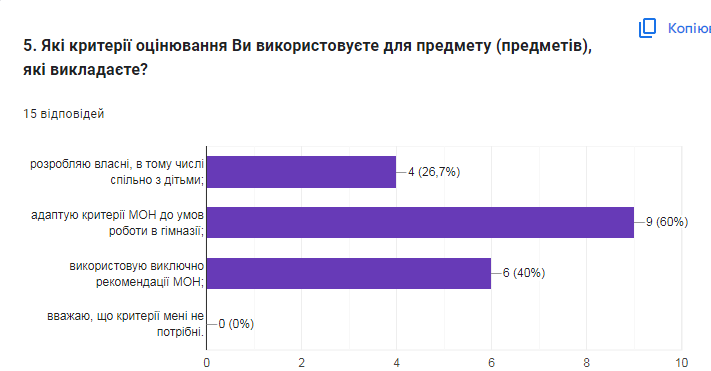 Копію
5. Які критерії оцінювання Ви використовуєте для предмету (предметів),
які викладаєте?
15 відповідей
розробляю власні, в тому числі
спільно з дітьми;
4 (26,7%)
адаптую критерії МОН до умов
роботи в гімназії;
9 (60%)
використовую виключно
рекомендації МОН;
6 (40%)
вважаю, що критерії мені не
потрібні.
0 (0%)
0 2 4 6 8 10